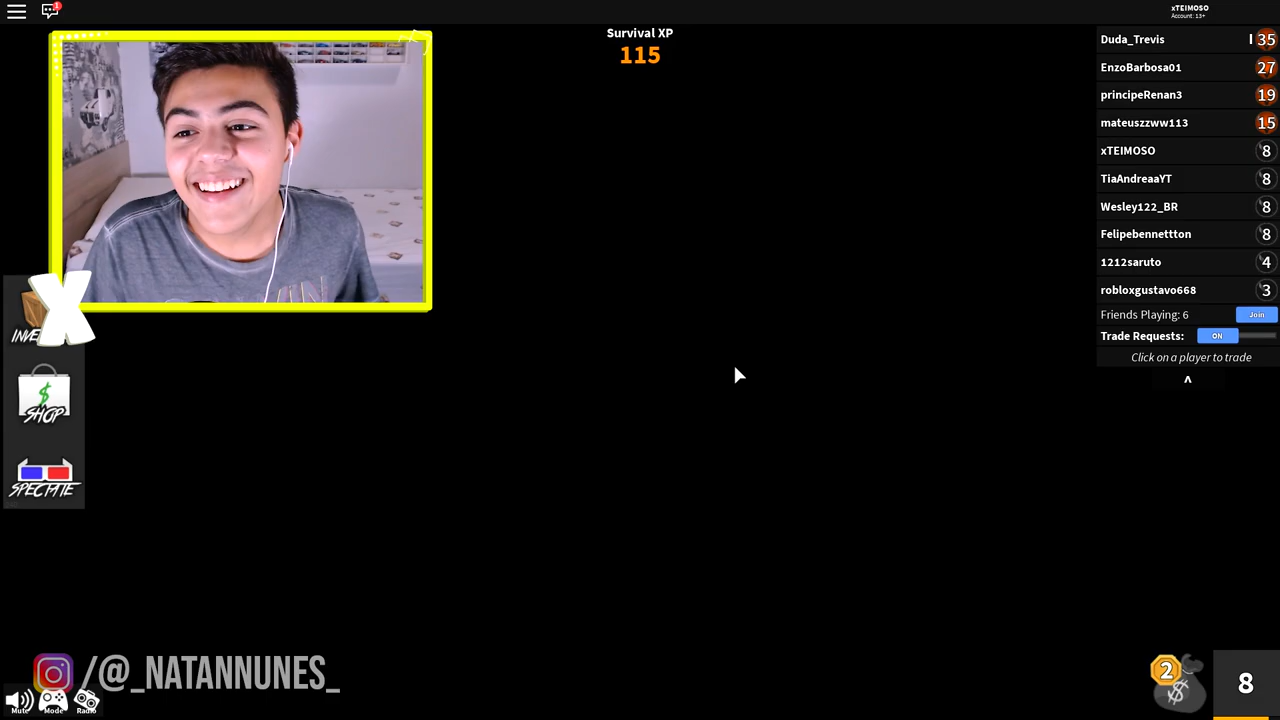 1
xTEIMOSO
Account: 13+
Survival XP
115
Duda_Trevis I 35
EnzoBarbosa01 27
principeRenan3 19
mateuszzww113 15
xTEIMOSO 8
TiaAndreaaYT 8
Wesley122_BR 8
Felipebennettton 8
1212saruto 4
robloxgustavo668 3
Friends Playing: 6 Join
Trade Requests: ON
Click on a player to trade
^
X
INVE
$
SHOP
SPECTATE
/@_NATANNUNES_
Mute Mode Radio
2
$
8